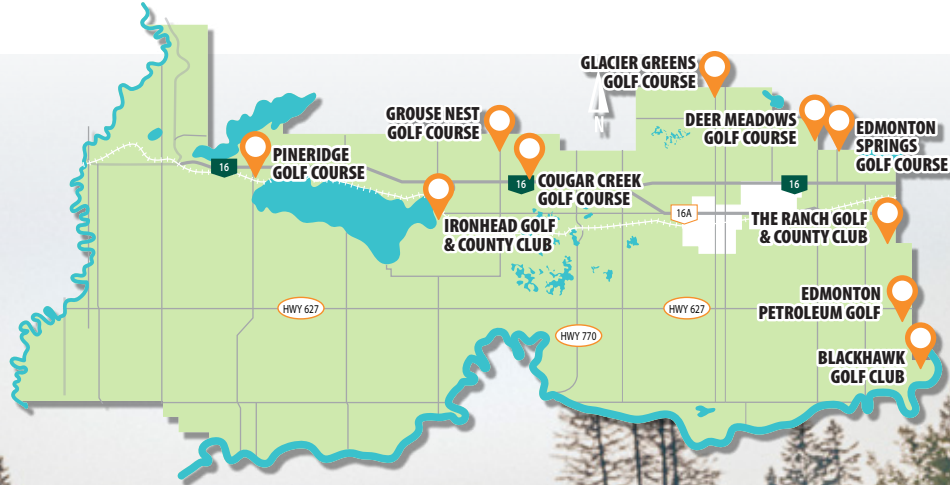 GLACIER GREENS
GOLF COURSE
N
GROUSE NEST
GOLF COURSE
DEER MEADOWS
GOLF COURSE
EDMONTON
SPRINGS
GOLF COURSE
PINERIDGE
GOLF COURSE
16
16
COUGAR CREEK
GOLF COURSE
16
16A
IRONHEAD GOLF
& COUNTY CLUB
THE RANCH GOLF
& COUNTY CLUB
EDMONTON
PETROLEUM GOLF
HWY 627
HWY 627
HWY 770
BLACKHAWK
GOLF CLUB